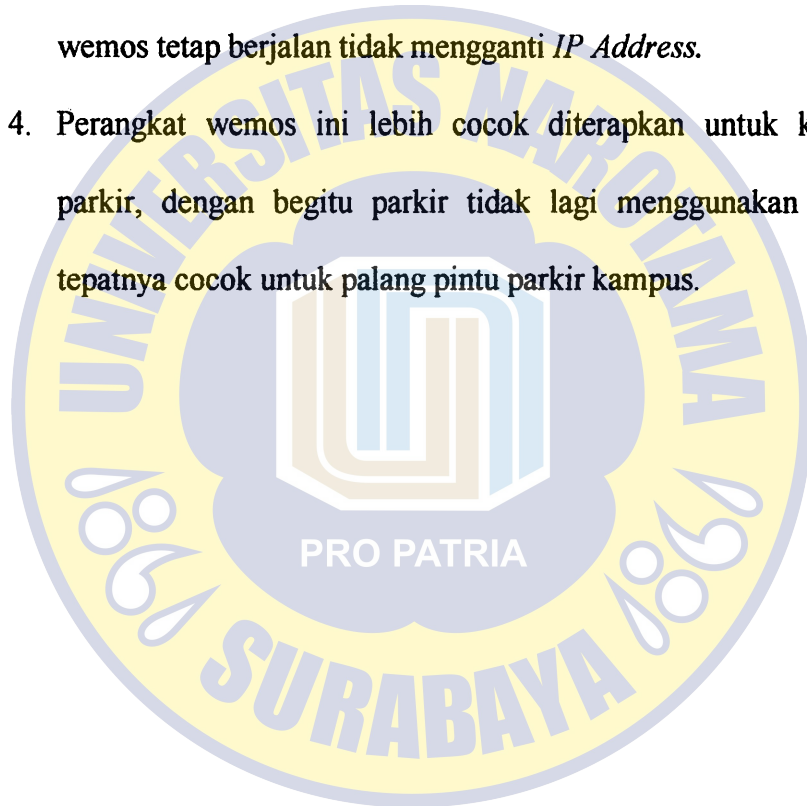 wemos tetap berjalan tidak mengganti IP Address.
4. Perangkat wemos ini lebih cocok diterapkan untuk
parkir, dengan begitu parkir tidak lagi menggunakan
tepatnya cocok untuk palang pintu parkir kampus.
UNIVERSITAS NAROTAMA
PRO PATRIA
SURABAYA